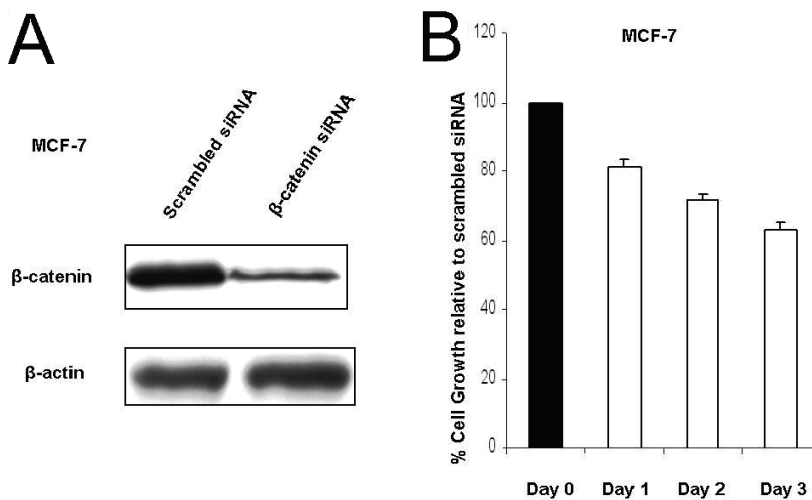 A
MCF-7
Scrambled siRNA
β-catenin siRNA
β-catenin
β-actin
B
MCF-7
% Cell Growth relative to scrambled siRNA
120
100
80
60
40
20
0
Day 0 Day 1 Day 2 Day 3